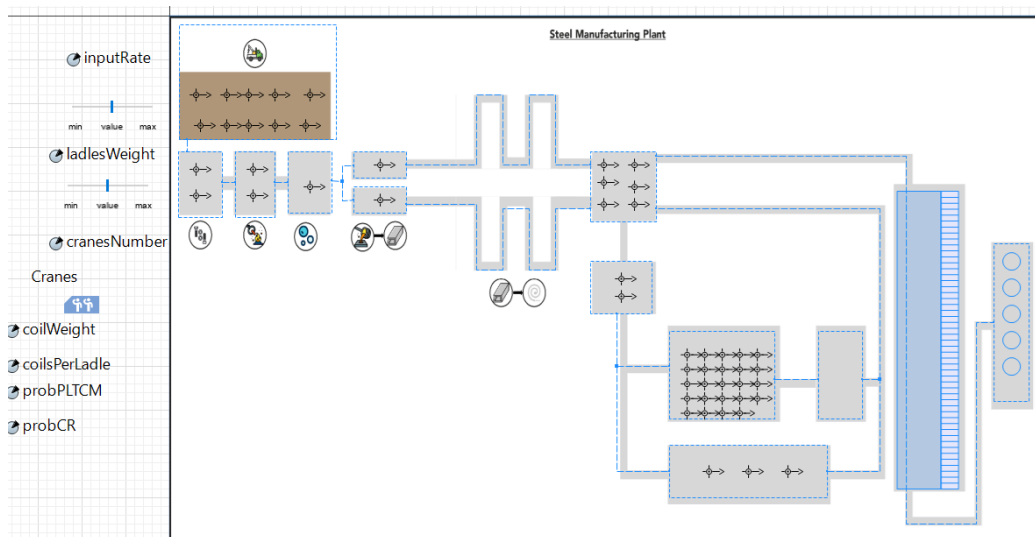 Steel Manufacturing Plant
inputRate
min value max
ladlesWeight
min value max
cranesNumber
Cranes
coilWeight
coilsPerLadle
probPLTCM
probCR